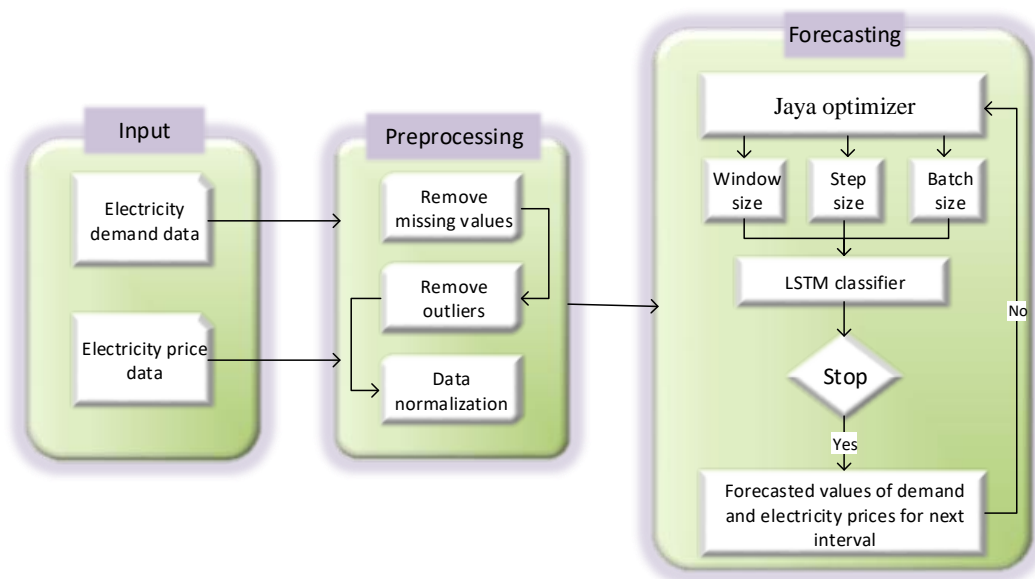 Input
Electricity
demand data
Electricity price
data
Preprocessing
Remove
missing values
Remove
outliers
Data
normalization
Forecasting
Jaya optimizer
Window
size
Step
size
Batch
size
LSTM classifier
Stop
No
Yes
Forecasted values of demand
and electricity prices for next
interval